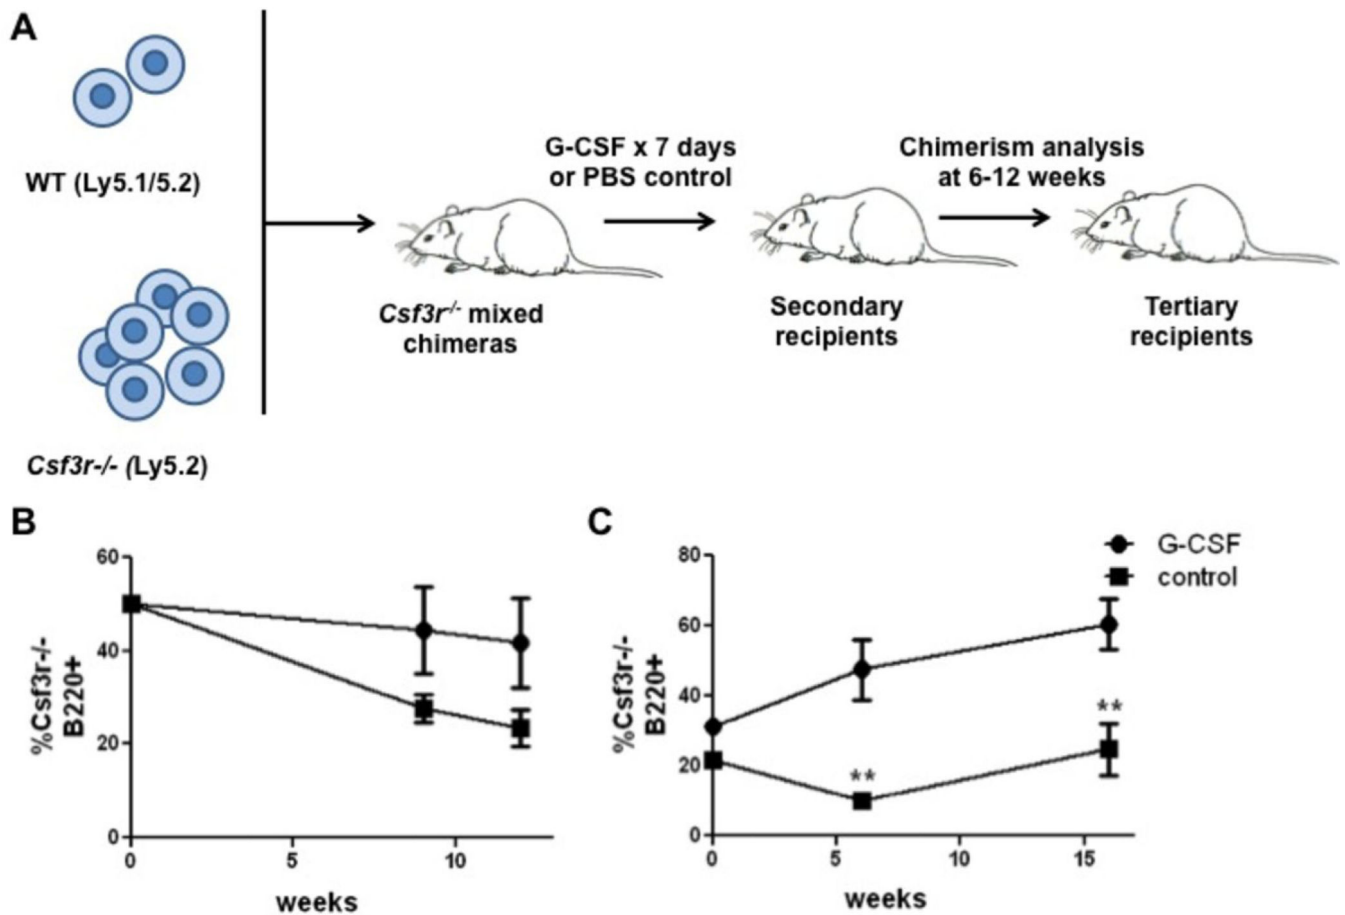 A
WT (Ly5.1/5.2)
Csf3r-/- (Ly5.2)
Csf3r-/- mixed
chimeras
G-CSF x 7 days
or PBS control
Secondary
recipients
Chimerism analysis
at 6-12 weeks
Tertiary
recipients
B
%Csf3r-/-
B220+
60
40
20
0
0
5
10
weeks
C
G-CSF
control
%Csf3r-/-
B220+
80
60
40
20
0
**
**
0
5
10
15
weeks